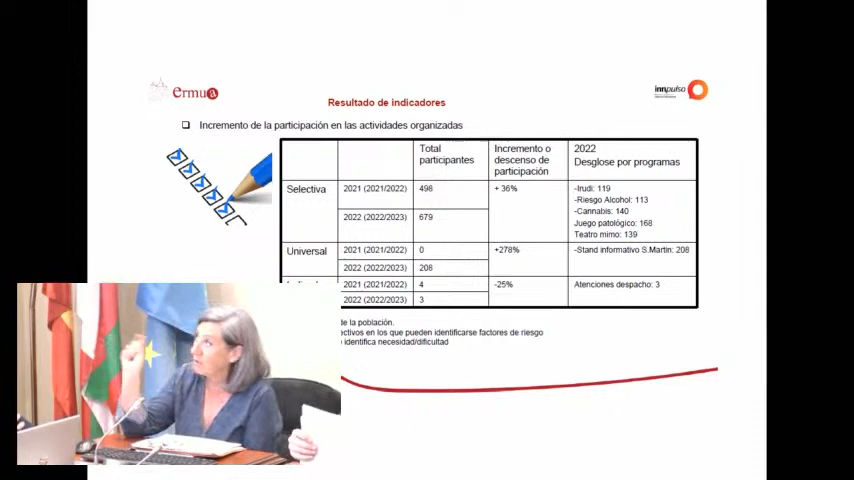 ermua
innpulso
Resultado de indicadores
Incremento de la participación en las actividades organizadas
Total participantes
Incremento o descenso de participación
2022 Desglose por programas
Selectiva
2021 (2021/2022)
498
+ 36%
-Irudi: 119
-Riesgo Alcohol: 113
-Cannabis: 140
Juego patológico: 168
Teatro mimo: 139
2022 (2022/2023)
679
Universal
2021 (2021/2022)
0
+278%
-Stand informativo S.Martin: 208
2022 (2022/2023)
208
2021 (2021/2022)
4
-25%
Atenciones despacho: 3
2022 (2022/2023)
3
de la población.
ectivos en los que pueden identificarse factores de riesgo
identifica necesidad/dificultad